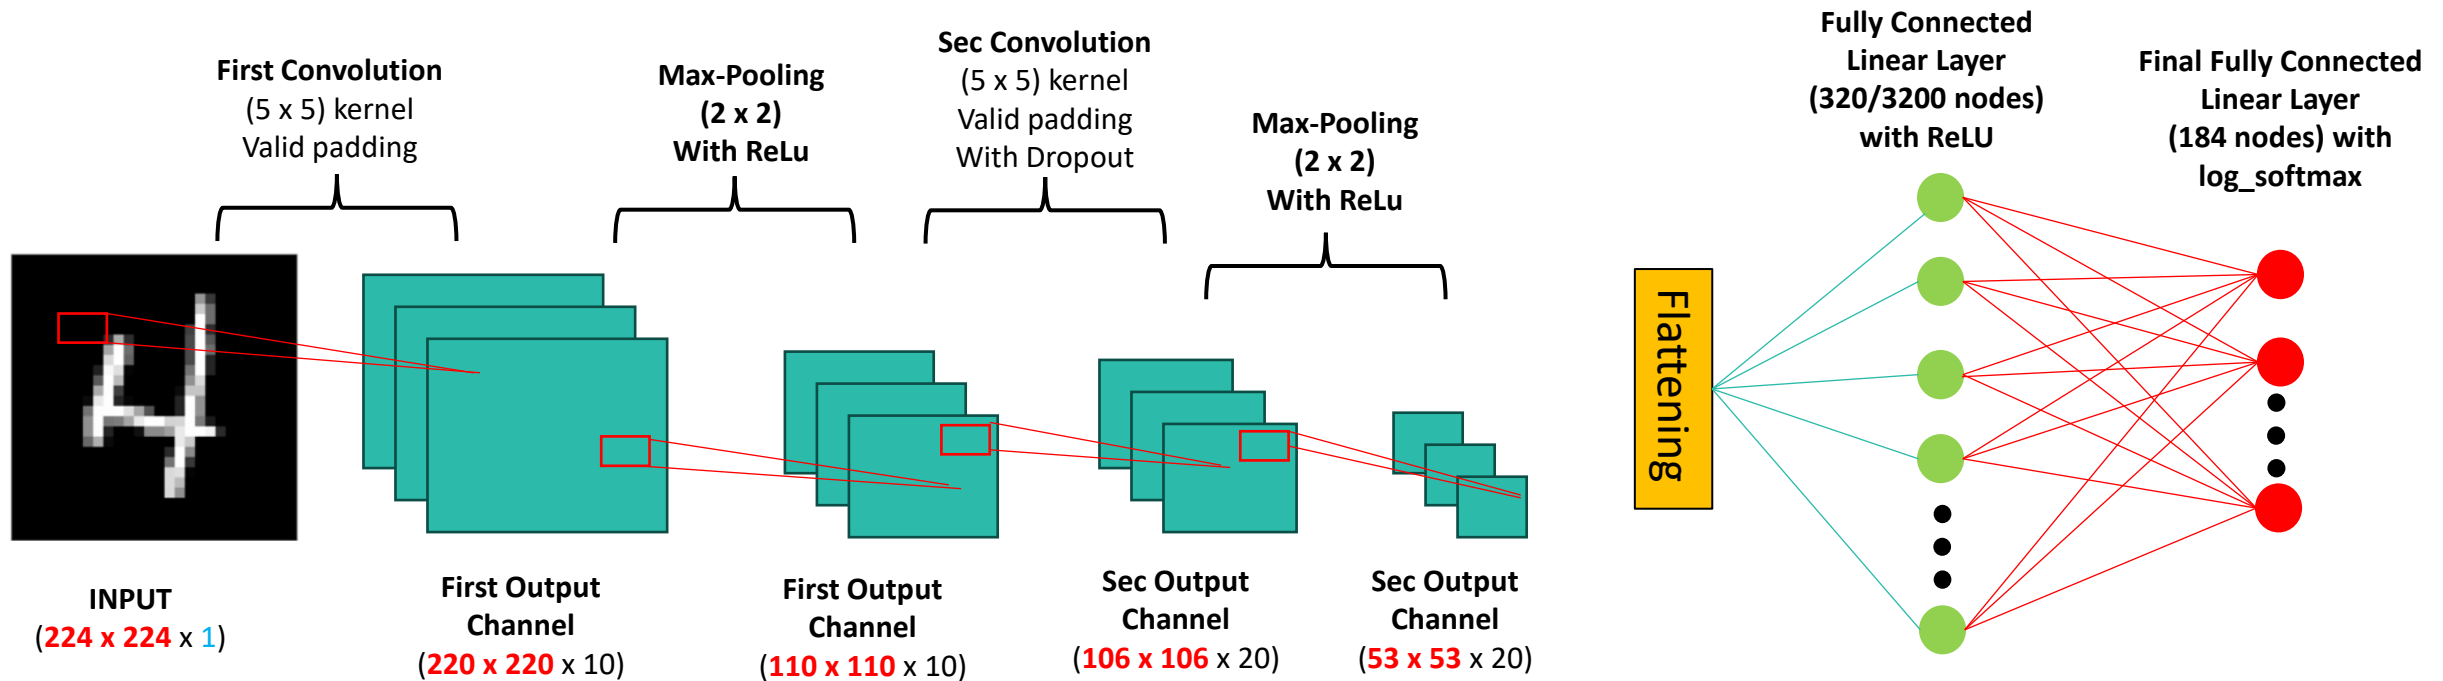 First Convolution
(5 x 5) kernel
Valid padding
Max-Pooling
(2 x 2)
With ReLu
Sec Convolution
(5 x 5) kernel
Valid padding
With Dropout
Max-Pooling
(2 x 2)
With ReLu
Fully Connected
Linear Layer
(320/3200 nodes)
with ReLU
Final Fully Connected
Linear Layer
(184 nodes) with
log_softmax
4
Flattening
INPUT
(224 x 224 x 1)
First Output
Channel
(220 x 220 x 10)
First Output
Channel
(110 x 110 x 10)
Sec Output
Channel
(106 x 106 x 20)
Sec Output
Channel
(53 x 53 x 20)